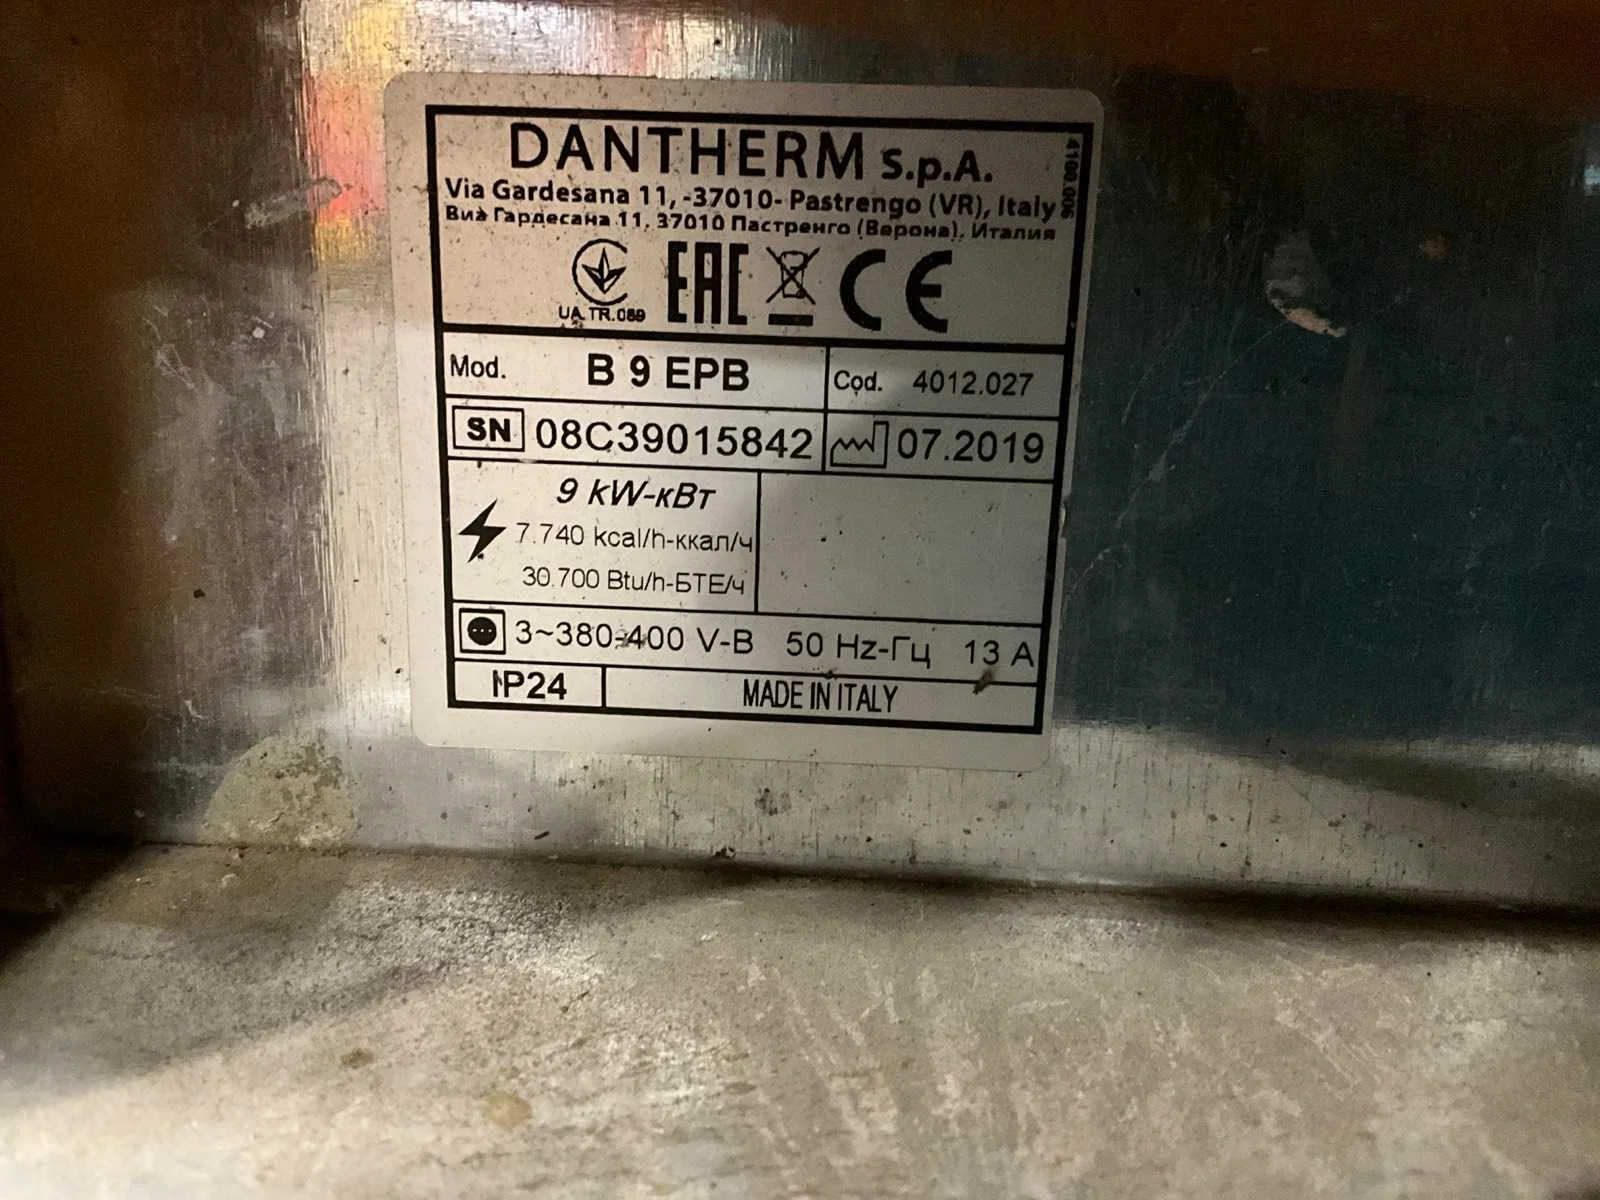 DANTHERM S.p.A.
Via Gardesana 11, -37010- Pastrengo (VR), Italy
Виа Гардесана 11, 37010 Пастренго (Верона), Италия
4108.006
UA.TR.089
EAC
CE
Mod. B 9 EPB
Cod. 4012.027
SN 08C39015842
07.2019
9 kW-кВт
7.740 kcal/h-ккал/ч
30.700 Btu/h-БТЕ/ч
3~380-400 V-В 50 Hz-Гц 13 A
IP24
MADE IN ITALY